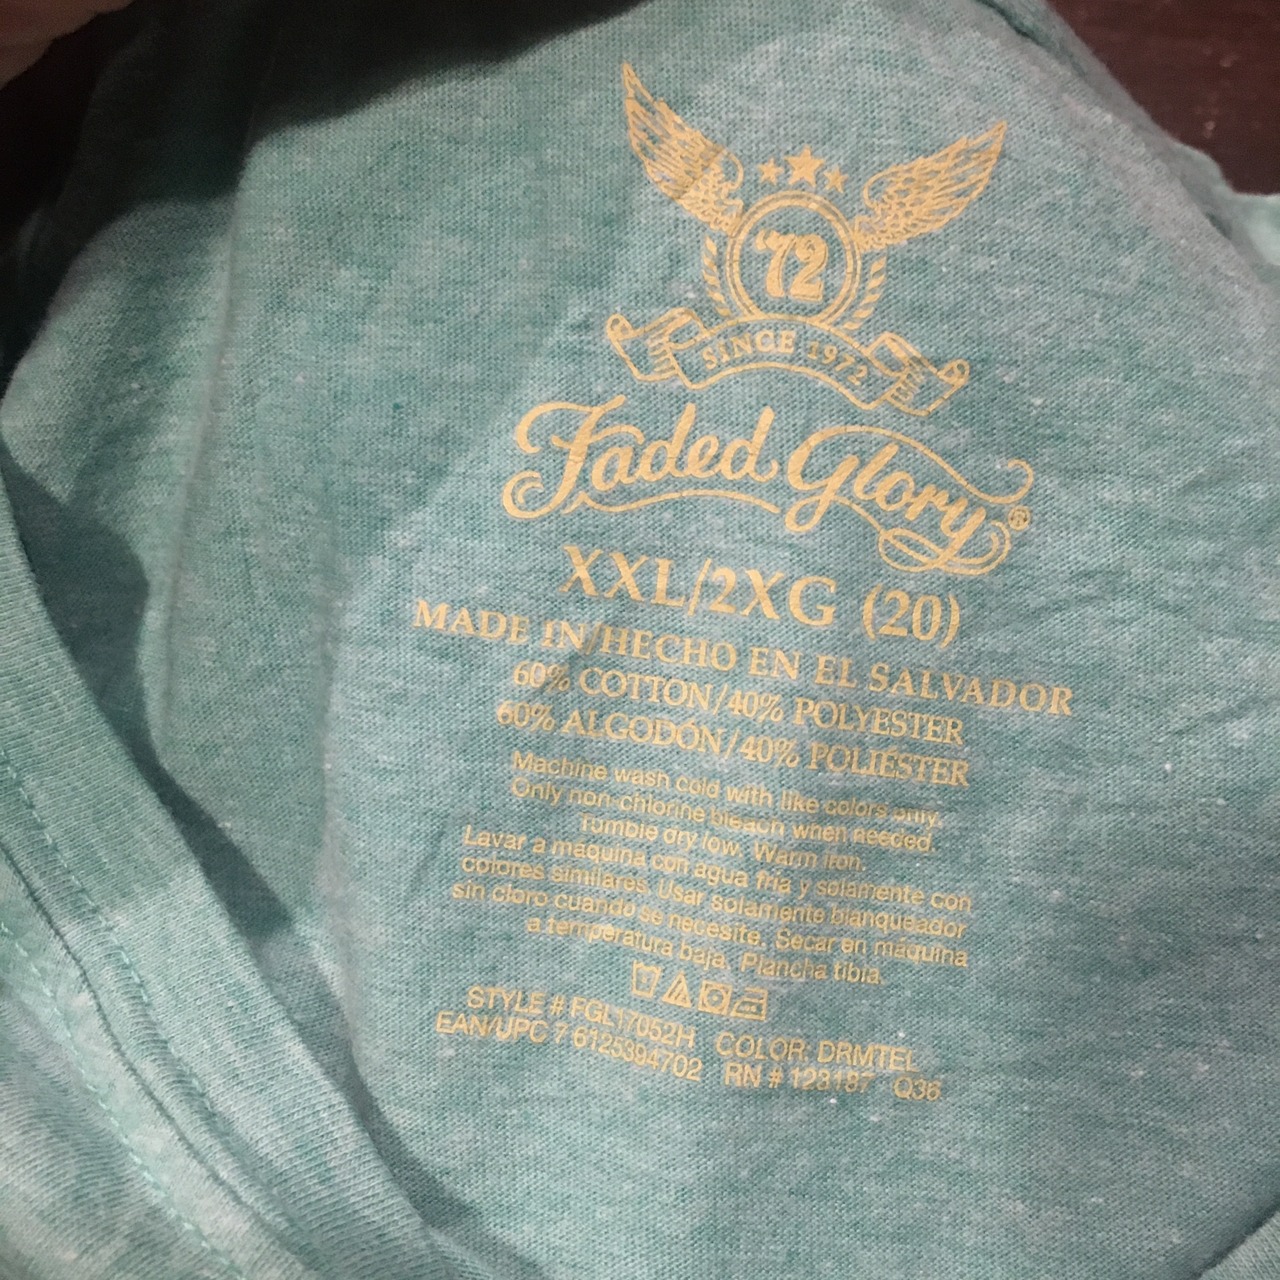 '72
SINCE 1972
Faded Glory®
XXL/2XG (20)
MADE IN/HECHO EN EL SALVADOR
60% COTTON/40% POLYESTER
60% ALGODÓN/40% POLIÉSTER
Machine wash cold with like colors only.
Only non-chlorine bleach when needed.
Tumble dry low. Warm iron.
Lavar a máquina con agua fría y solamente con
colores similares. Usar solamente blanqueador
sin cloro cuando se necesite. Secar en máquina
a temperatura baja. Plancha tibia.
STYLE # FGL17052H COLOR: DRMTEL
EAN/UPC 7 6125394702 RN # 123187 Q36